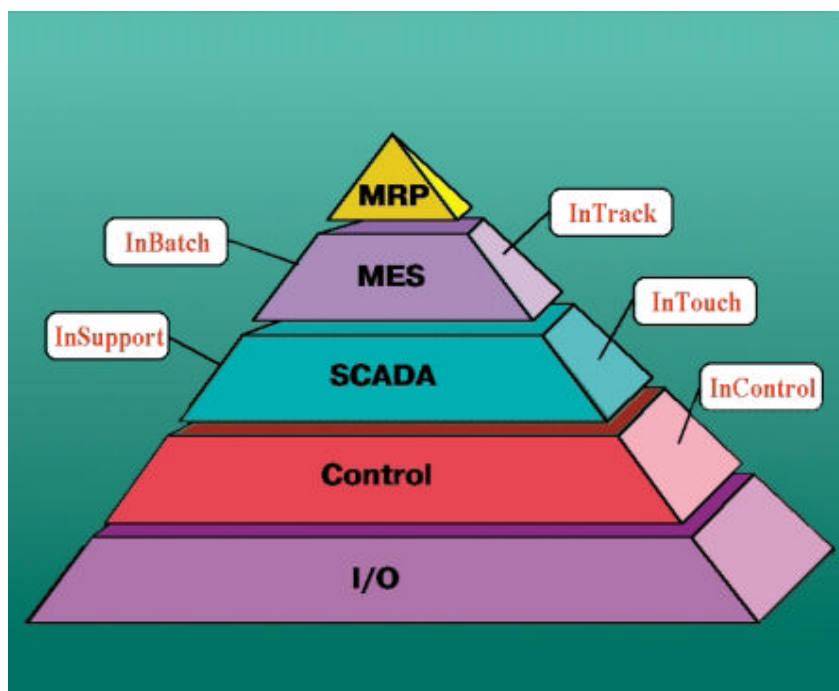 MRP
InTrack
InBatch
MES
InTouch
InSupport
SCADA
InControl
Control
I/O